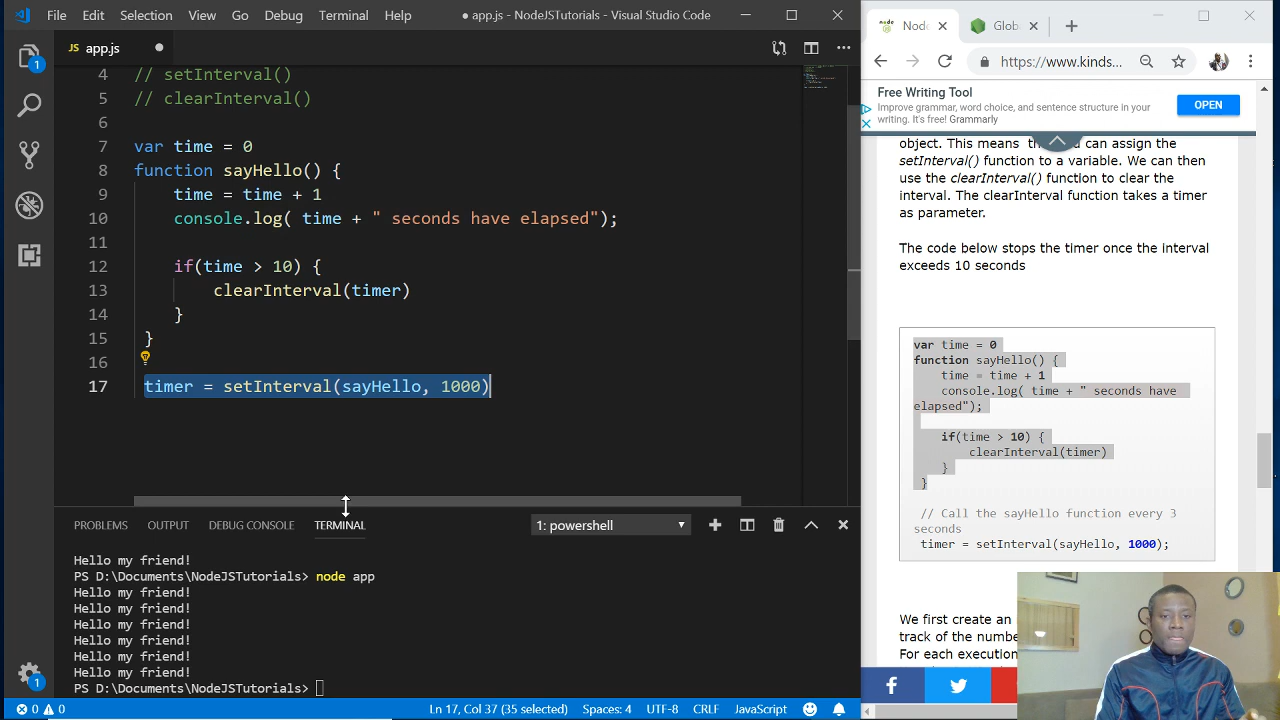 File Edit Selection View Go Debug Terminal Help
● app.js - NodeJSTutorials - Visual Studio Code
JS app.js
4 // setInterval()
5 // clearInterval()
6
7 var time = 0
8 function sayHello() {
9 time = time + 1
10 console.log( time + " seconds have elapsed");
11
12 if(time > 10) {
13 clearInterval(timer)
14 }
15 }
16
17 timer = setInterval(sayHello, 1000)
PROBLEMS OUTPUT DEBUG CONSOLE TERMINAL 1: powershell
Hello my friend!
PS D:\Documents\NodeJSTutorials> node app
Hello my friend!
Hello my friend!
Hello my friend!
Hello my friend!
Hello my friend!
Hello my friend!
PS D:\Documents\NodeJSTutorials>
1
1
0 0 Ln 17, Col 37 (35 selected) Spaces: 4 UTF-8 CRLF JavaScript
Node Glob
https://www.kinds...
Free Writing Tool
Improve grammar, word choice, and sentence structure in your
writing. It's free! Grammarly
OPEN
object. This means can assign the
setInterval() function to a variable. We can then
use the clearInterval() function to clear the
interval. The clearInterval function takes a timer
as parameter.
The code below stops the timer once the interval
exceeds 10 seconds
var time = 0
function sayHello() {
time = time + 1
console.log( time + " seconds have
elapsed");
if(time > 10) {
clearInterval(timer)
}
}
// Call the sayHello function every 3
seconds
timer = setInterval(sayHello, 1000);
We first create an
track of the numbe
For each execution